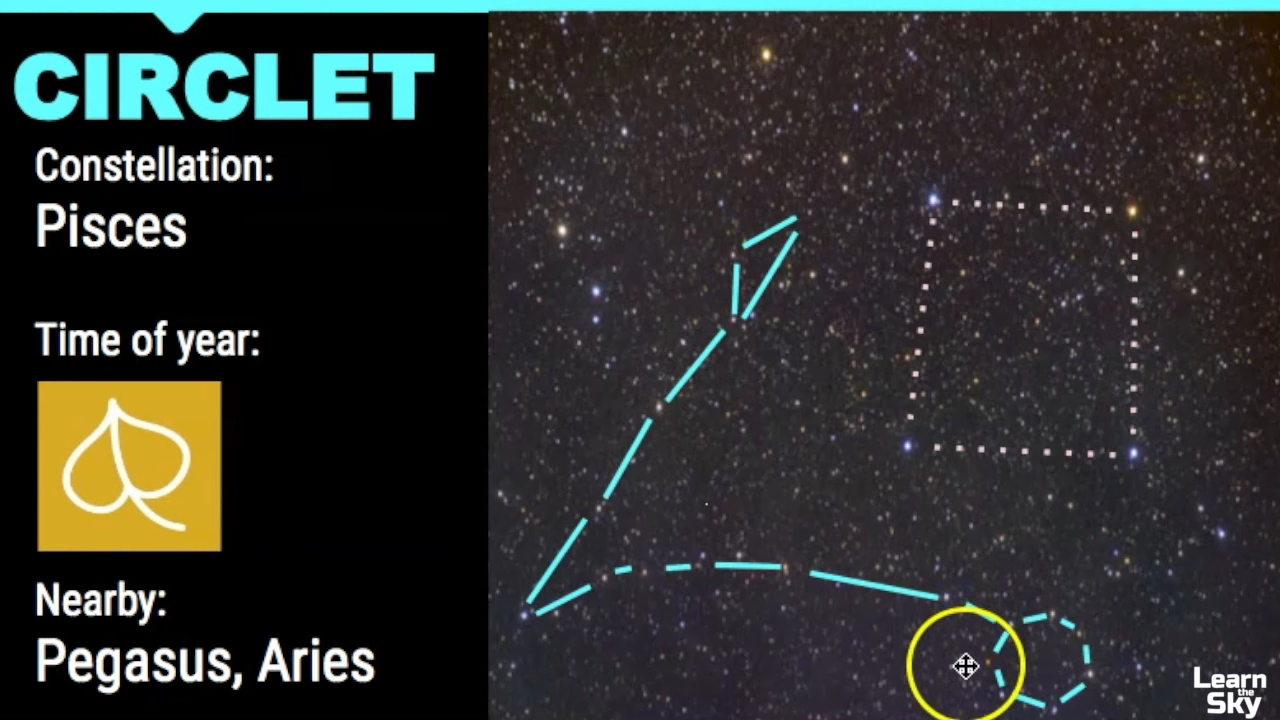 CIRCLET
Constellation:
Pisces
Time of year:
Nearby:
Pegasus, Aries
Learn
the
Sky